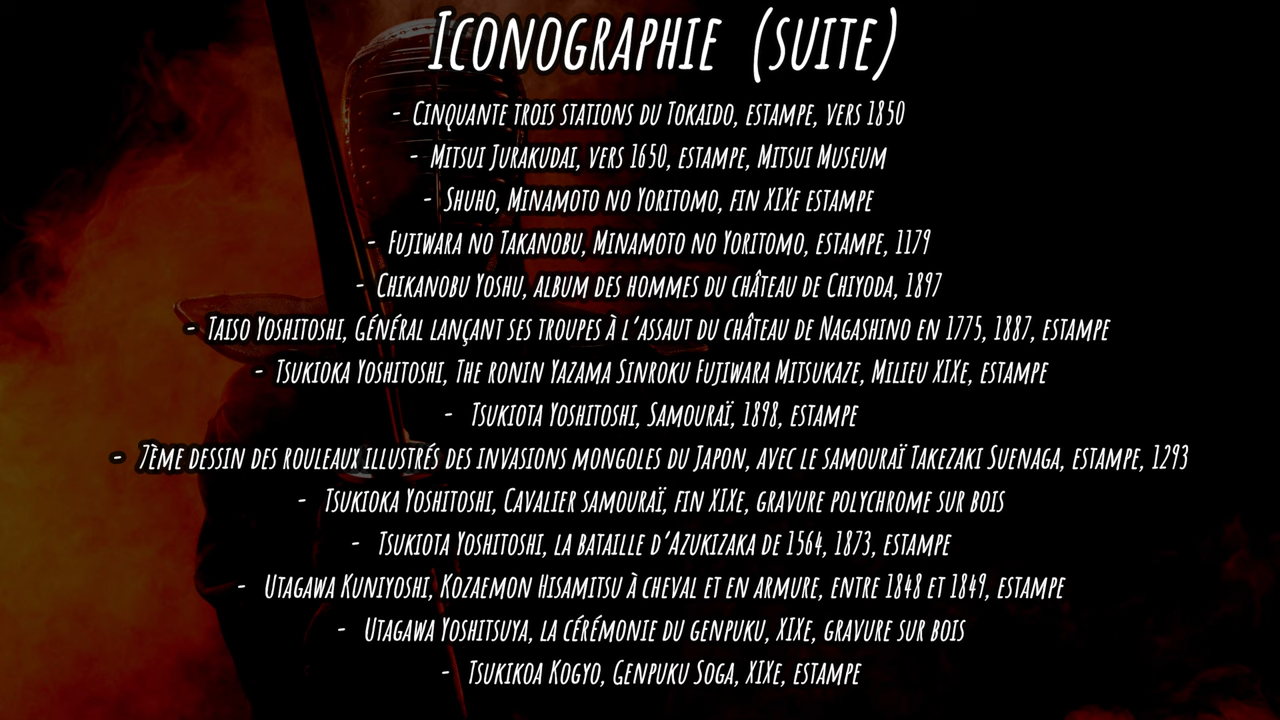 Iconographie (suite)
- Cinquante trois stations du Tokaido, estampe, vers 1850
- Mitsui Jurakudai, vers 1650, estampe, Mitsui Museum
- Shuho, Minamoto no Yoritomo, fin XIXe estampe
- Fujiwara no Takanobu, Minamoto no Yoritomo, estampe, 1179
- Chikanobu Yoshu, album des hommes du château de Chiyoda, 1897
- Taiso Yoshitoshi, Général lançant ses troupes à l'assaut du château de Nagashino en 1775, 1887, estampe
- Tsukioka Yoshitoshi, The ronin Yazama Sinroku Fujiwara Mitsukaze, Milieu XIXe, estampe
- Tsukiota Yoshitoshi, Samouraï, 1898, estampe
- 7ème dessin des rouleaux illustrés des invasions mongoles du Japon, avec le samouraï Takezaki Suenaga, estampe, 1293
- Tsukioka Yoshitoshi, Cavalier samouraï, fin XIXe, gravure polychrome sur bois
- Tsukiota Yoshitoshi, la bataille d'Azukizaka de 1564, 1873, estampe
- Utagawa Kuniyoshi, Kozaemon Hisamitsu à cheval et en armure, entre 1848 et 1849, estampe
- Utagawa Yoshitsuya, la cérémonie du genpuku, XIXe, gravure sur bois
- Tsukikoa Kogyo, Genpuku Soga, XIXe, estampe